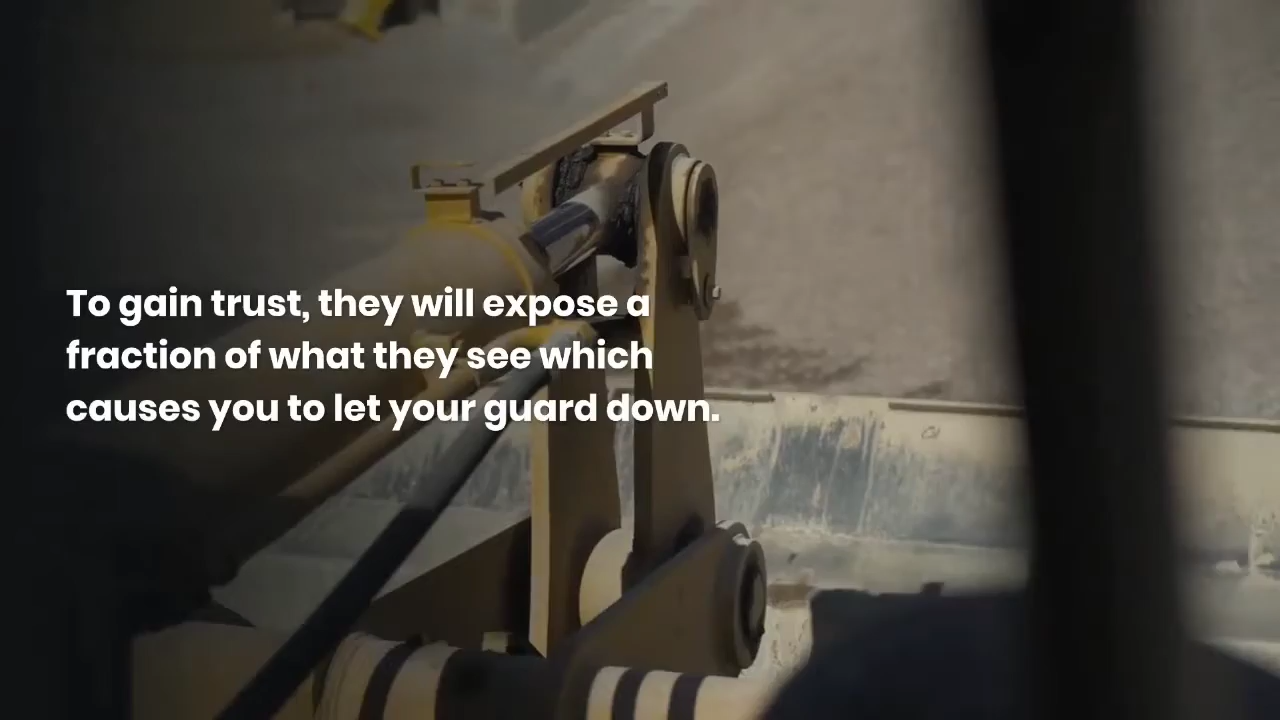 To gain trust, they will expose a
fraction of what they see which
causes you to let your guard down.